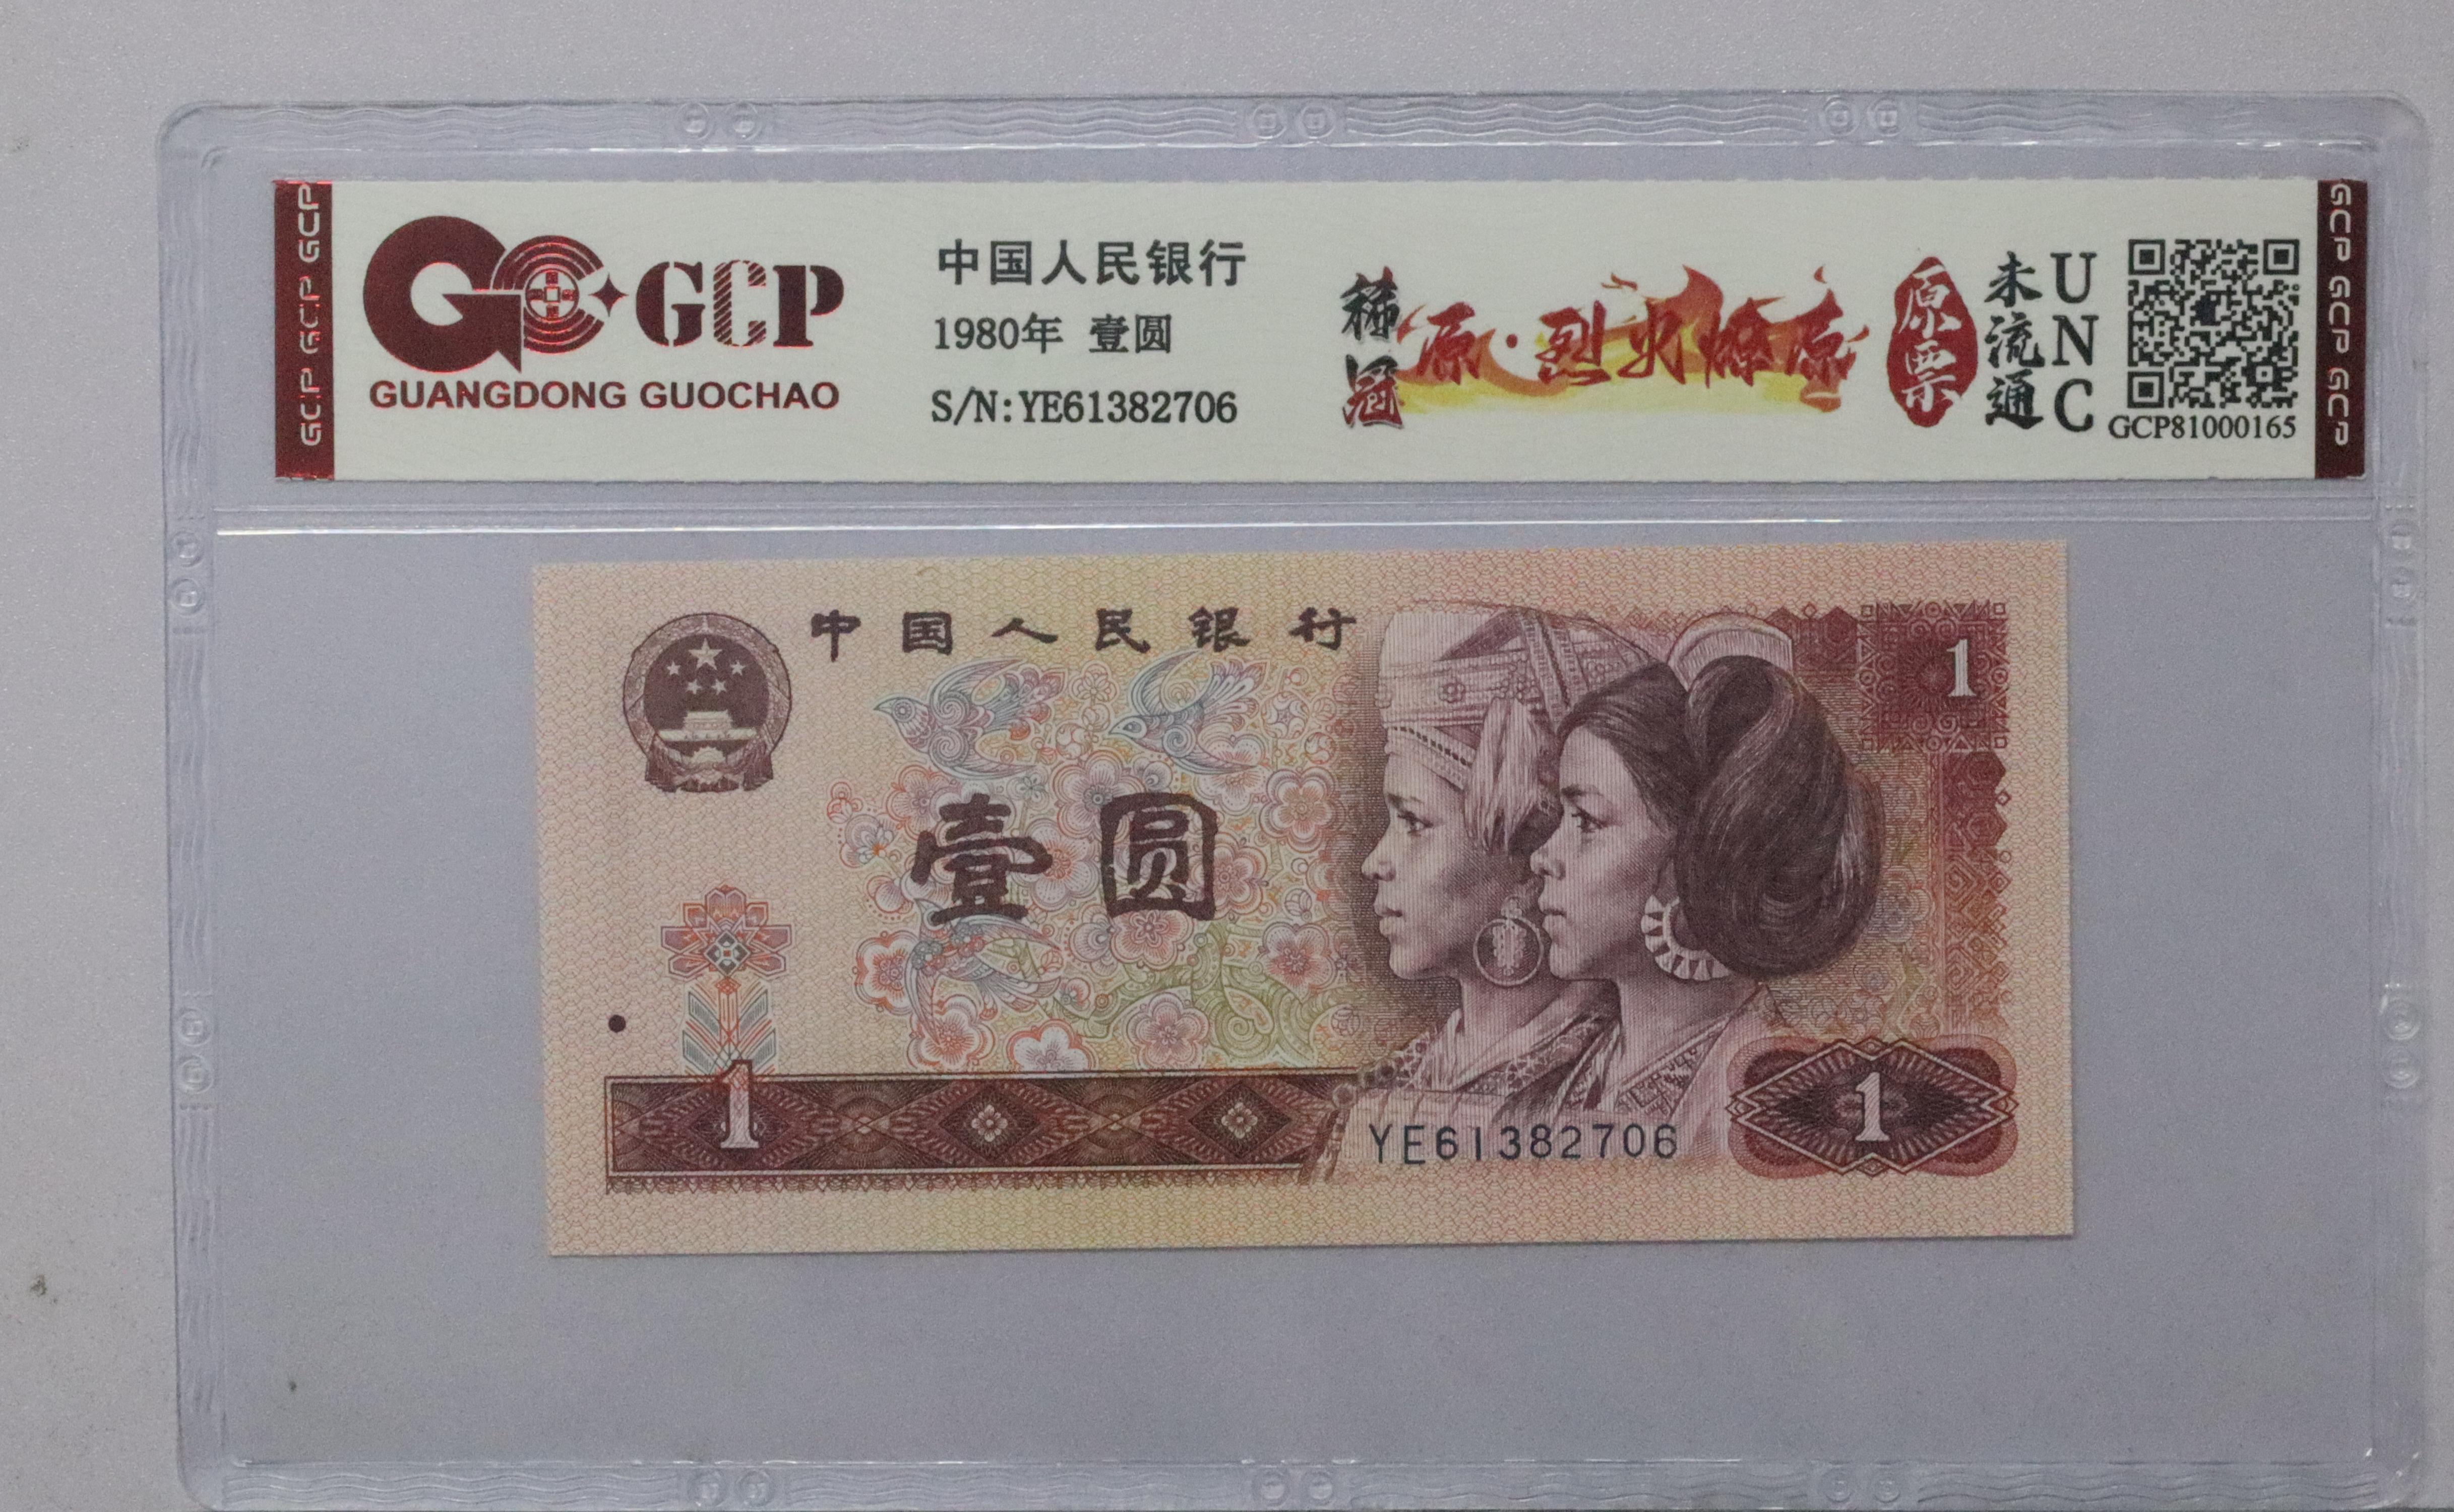 GCP GCP GCP
GCP
GUANGDONG GUOCHAO
中国人民银行
1980年 壹圆
S/N:YE61382706
稀冠
原·烈火燎原
原票
未流通
UNC
GCP81000165
GCP GCP GCP
中国人民银行
1
壹圆
1
YE61382706
1